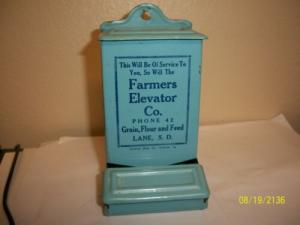 This Will Be Of Service To
You, So Will The
Farmers
Elevator
Co.
PHONE 42
Grain, Flour and Feed
LANE, S. D.
08/19/2136